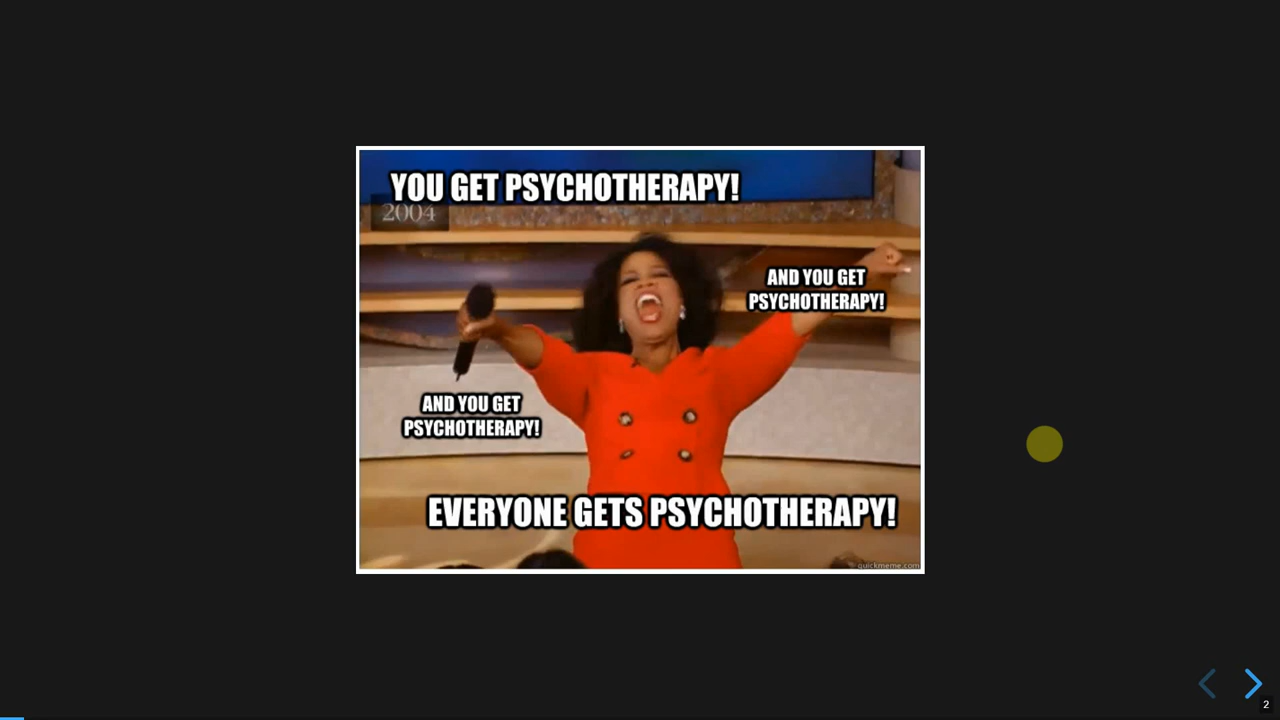 YOU GET PSYCHOTHERAPY!
2004
AND YOU GET
PSYCHOTHERAPY!
AND YOU GET
PSYCHOTHERAPY!
EVERYONE GETS PSYCHOTHERAPY!
quickmeme.com
2